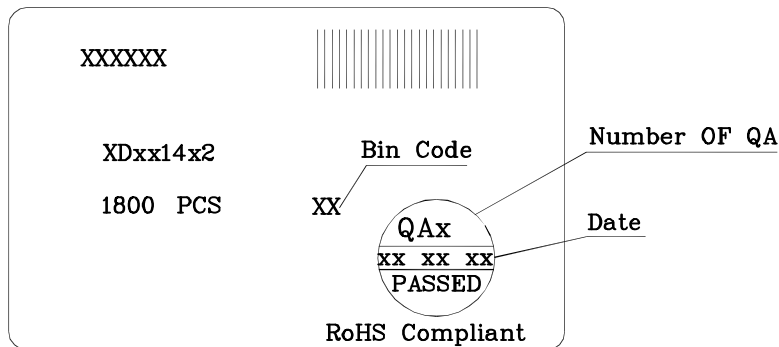 XXXXXX
XDxx14x2
Bin Code
Number OF QA
1800 PCS
XX
QAx
Date
xx xx xx
PASSED
RoHS Compliant